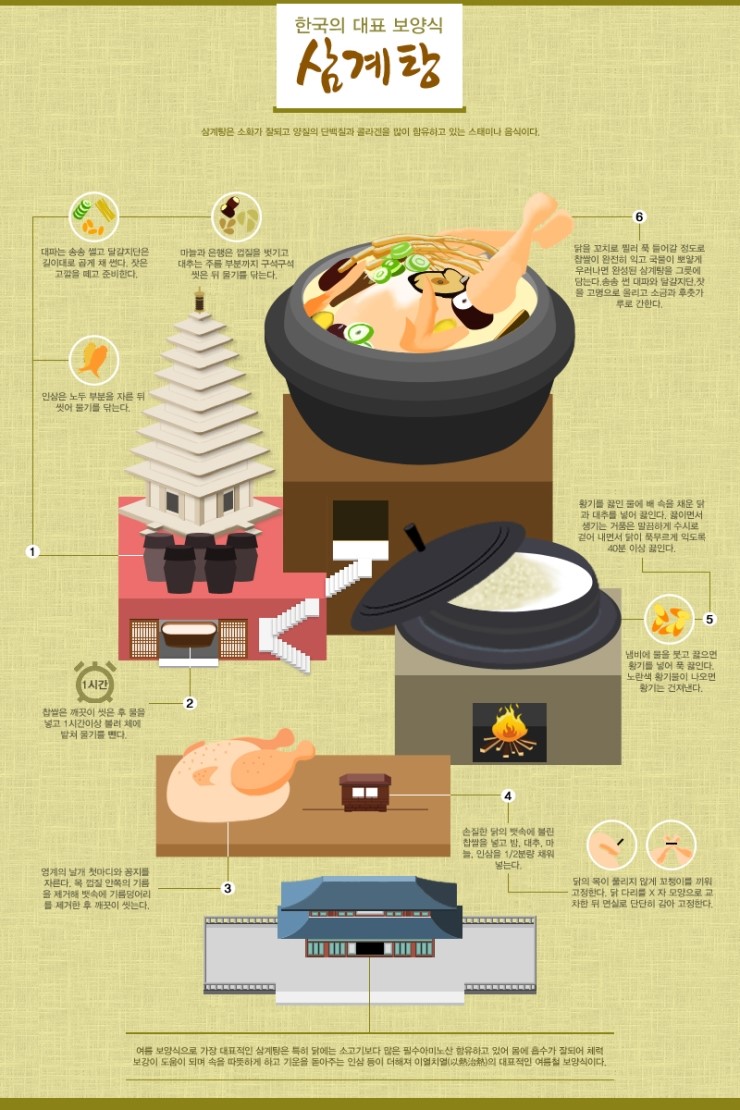 한국의 대표 보양식
삼계탕
삼계탕은 소화가 잘되고 양질의 단백질과 콜라겐을 많이 함유하고 있는 스태미나 음식이다.
대파는 송송 썰고 달걀지단은
길이대로 곱게 채 썬다. 잣은
고깔을 떼고 준비한다.
마늘과 은행은 껍질을 벗기고
대추는 주름 부분까지 구석구석
씻은 뒤 물기를 닦는다.
인삼은 노두 부분을 자른 뒤
씻어 물기를 닦는다.
1
1시간
2
찹쌀은 깨끗이 씻은 후 물을
넣고 1시간이상 불려 체에
밭쳐 물기를 뺀다.
3
영계의 날개 첫마디와 꽁지를
자른다. 목 껍질 안쪽의 기름
을 제거해 뱃속에 기름덩어리
를 제거한 후 깨끗이 씻는다.
4
손질한 닭의 뱃속에 불린
찹쌀을 넣고 밤, 대추, 마
늘, 인삼을 1/2분량 채워
넣는다.
닭의 목이 풀리지 않게 꼬챙이를 끼워
고정한다. 닭 다리를 X 자 모양으로 교
차한 뒤 면실로 단단히 감아 고정한다.
5
냄비에 물을 붓고 끓으면
황기를 넣어 푹 끓인다.
노란색 황기물이 나오면
황기는 건져낸다.
황기를 끓인 물에 배 속을 채운 닭
과 대추를 넣어 끓인다. 끓이면서
생기는 거품은 말끔하게 수시로
걷어 내면서 닭이 푹무르게 익도록
40분 이상 끓인다.
6
닭을 꼬치로 찔러 푹 들어갈 정도로
찹쌀이 완전히 익고 국물이 뽀얗게
우러나면 완성된 삼계탕을 그릇에
담는다.송송 썬 대파와 달걀지단,잣
을 고명으로 올리고 소금과 후춧가
루로 간한다.
여름 보양식으로 가장 대표적인 삼계탕은 특히 닭에는 소고기보다 많은 필수아미노산 함유하고 있어 몸에 흡수가 잘되어 체력
보강이 도움이 되며 속을 따뜻하게 하고 기운을 돋아주는 인삼 등이 더해져 이열치열(以熱治熱)의 대표적인 여름철 보양식이다.